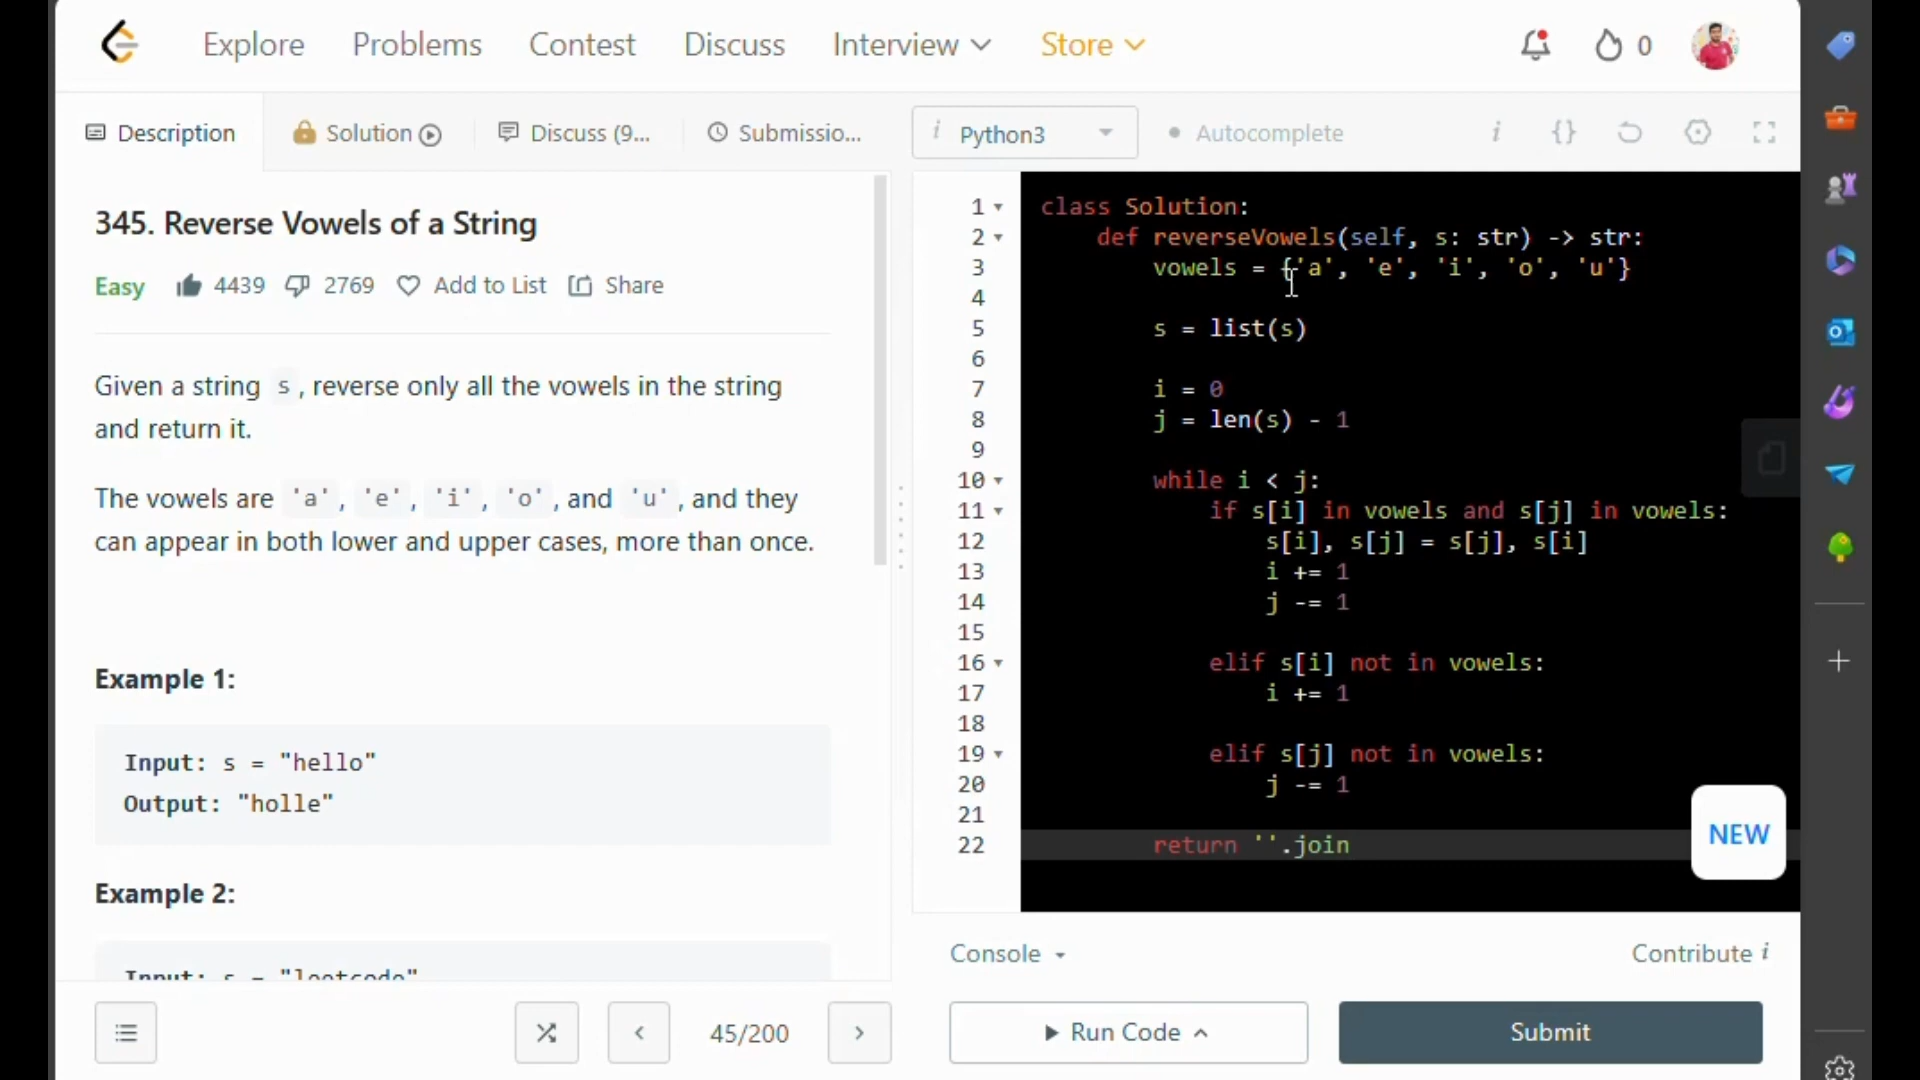 Explore Problems Contest Discuss Interview Store 0
Description Solution Discuss (9... Submissio... i Python3 Autocomplete i {}
345. Reverse Vowels of a String
Easy 4439 2769 Add to List Share
Given a string s, reverse only all the vowels in the string
and return it.
The vowels are 'a', 'e', 'i', 'o', and 'u', and they
can appear in both lower and upper cases, more than once.
Example 1:
Input: s = "hello"
Output: "holle"
Example 2:
Input: s = "leetcode"
45/200
1 class Solution:
2 def reverseVowels(self, s: str) -> str:
3 vowels = {'a', 'e', 'i', 'o', 'u'}
4
5 s = list(s)
6
7 i = 0
8 j = len(s) - 1
9
10 while i < j:
11 if s[i] in vowels and s[j] in vowels:
12 s[i], s[j] = s[j], s[i]
13 i += 1
14 j -= 1
15
16 elif s[i] not in vowels:
17 i += 1
18
19 elif s[j] not in vowels:
20 j -= 1
21
22 return ''.join
NEW
Console Contribute i
Run Code Submit